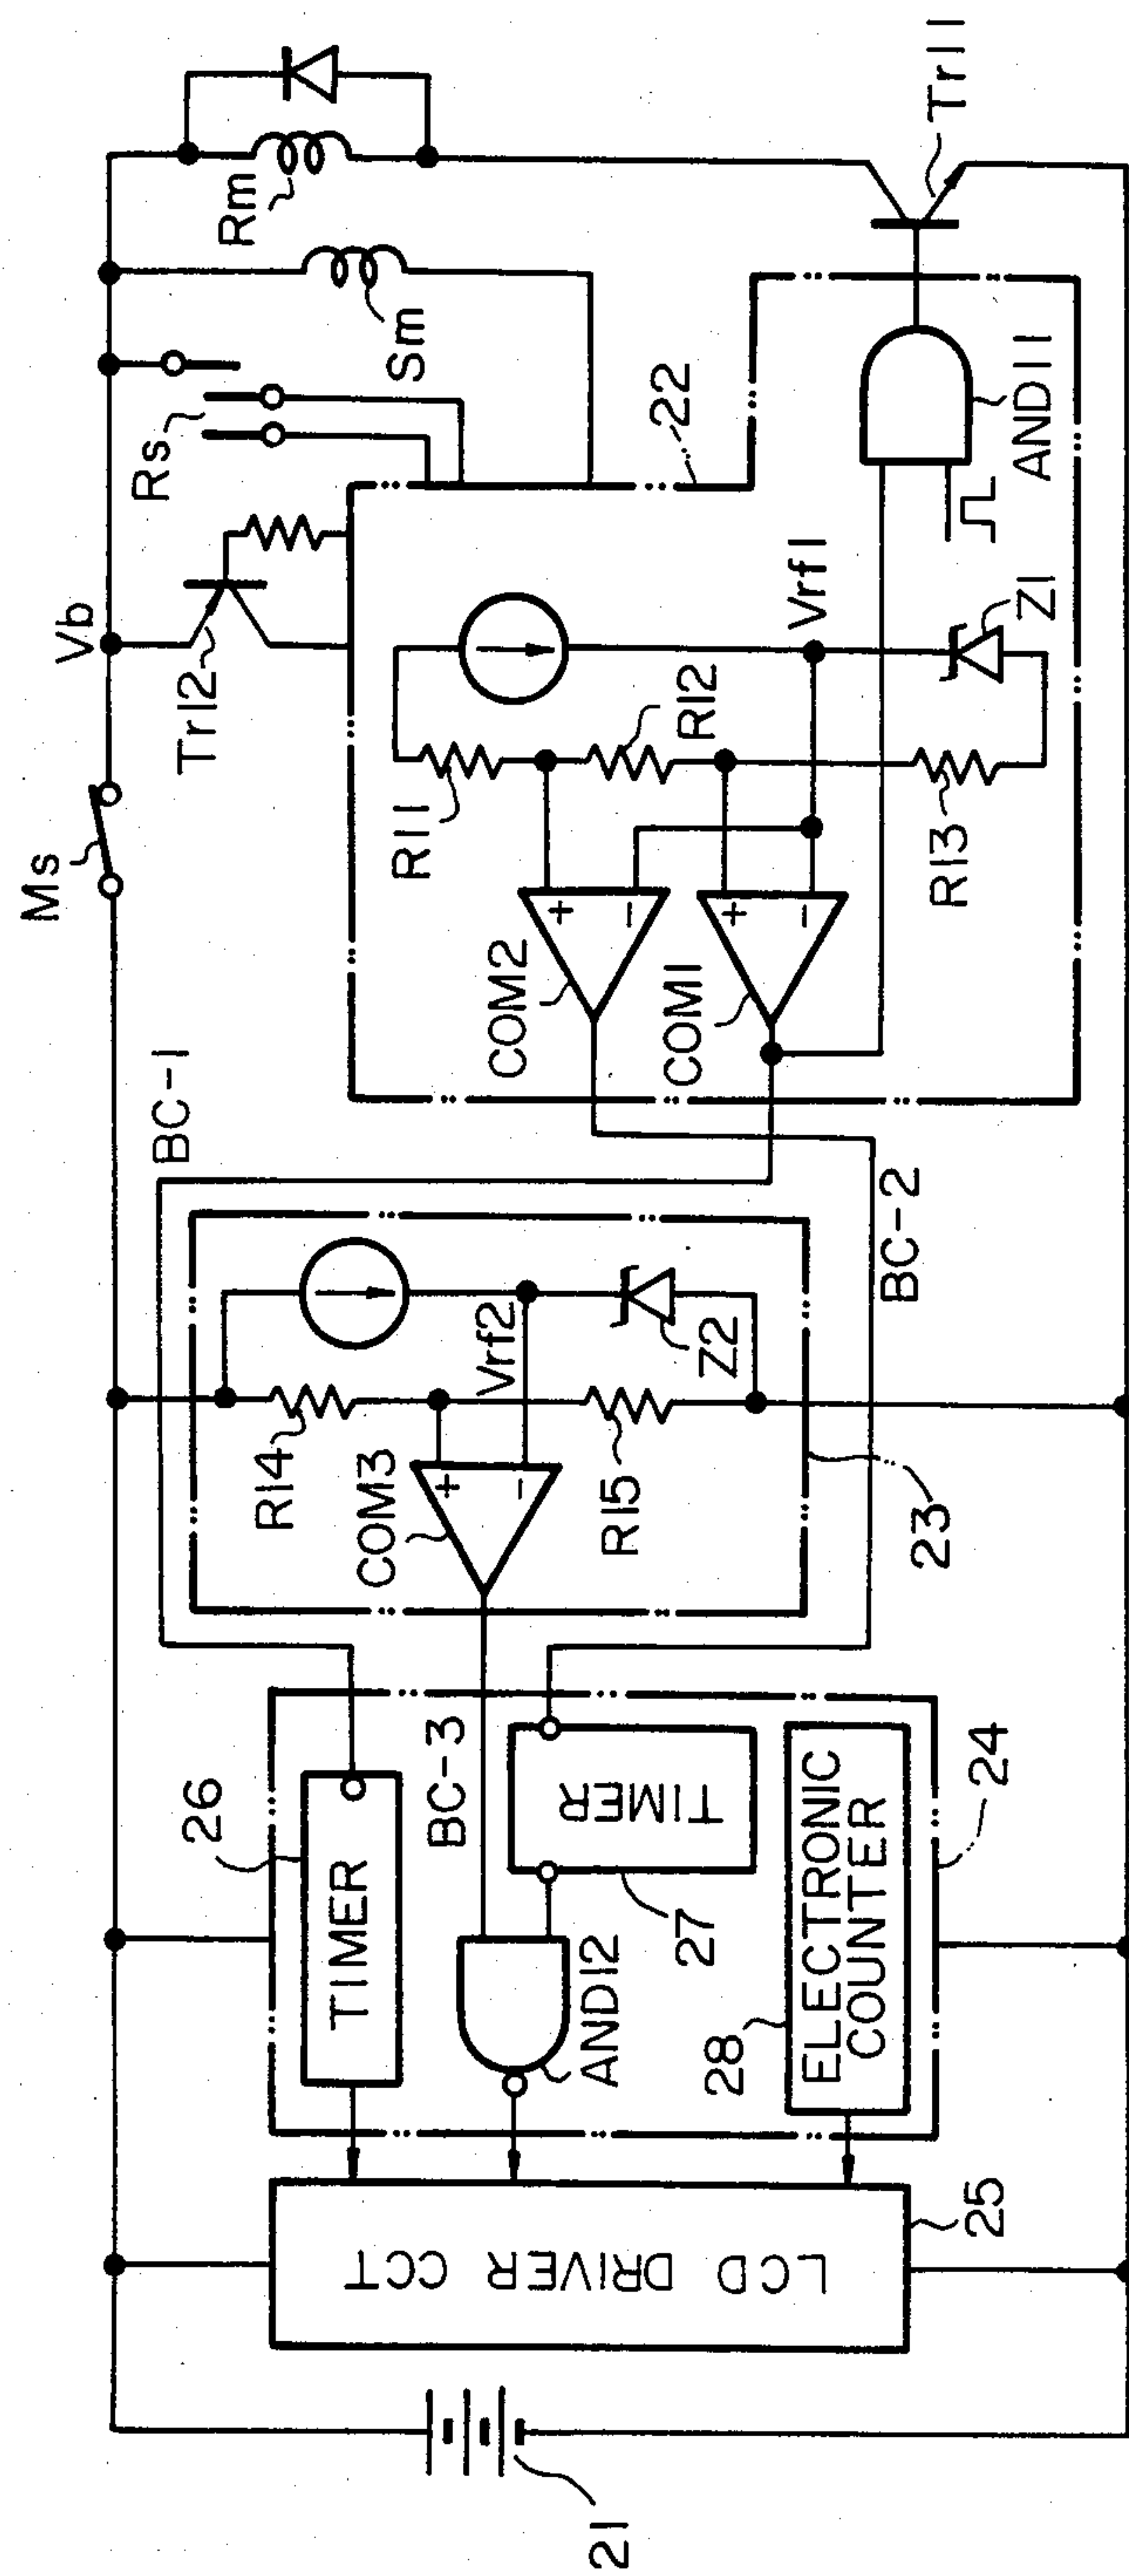 Ms
Vb
Tr12
Rs
Sm
Rm
Tr11
22
R11
R12
Vrf1
COM2
+
−
COM1
+
−
R13
Z1
AND11
BC-1
BC-2
R14
Vrf2
COM3
+
−
R15
Z2
23
26
TIMER
BC-3
TIMER
27
AND12
28
ELECTRONIC
COUNTER
24
LCD DRIVER CCT
25
21